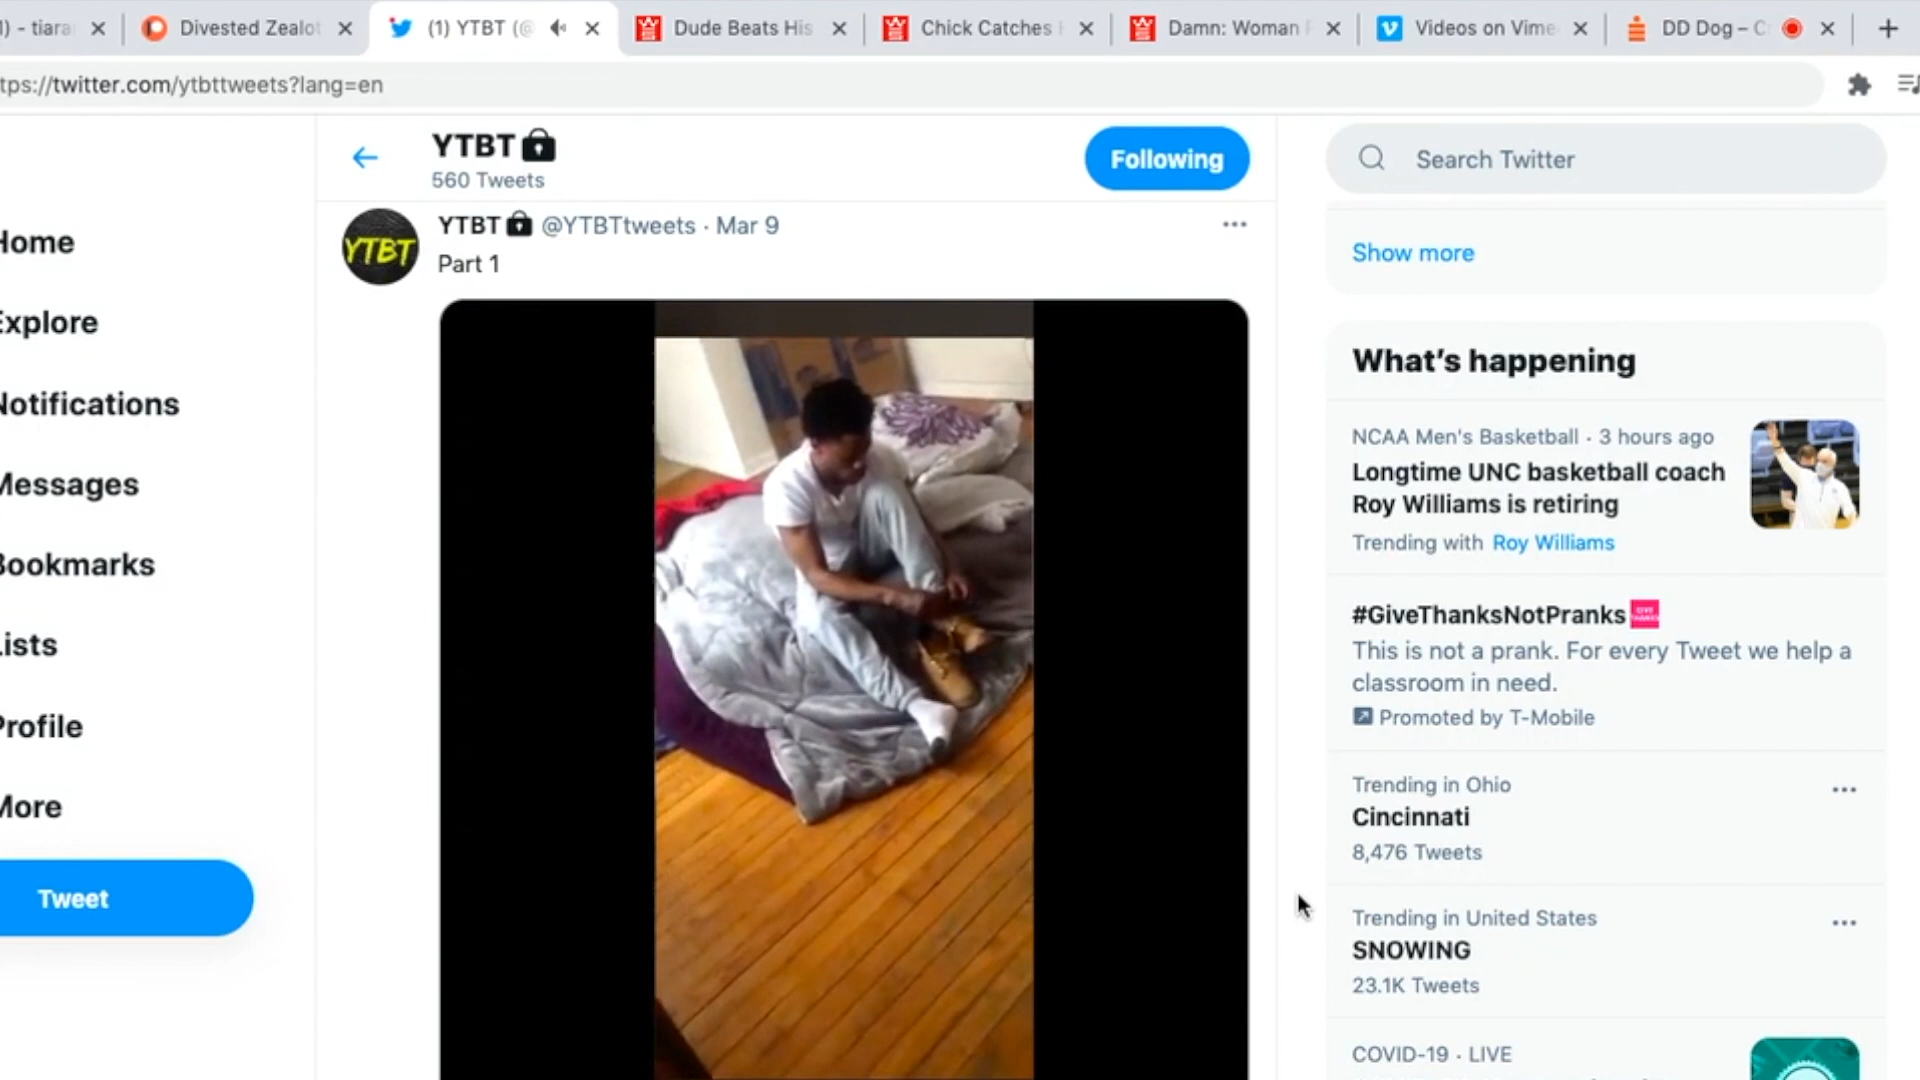 l) - tiara
Divested Zealot
(1) YTBT (@
Dude Beats His
Chick Catches H
Damn: Woman P
Videos on Vime
DD Dog – C
tps://twitter.com/ytbttweets?lang=en
Home
Explore
Notifications
Messages
Bookmarks
Lists
Profile
More
Tweet
YTBT
560 Tweets
Following
YTBT @YTBTtweets · Mar 9
Part 1
YTBT
Search Twitter
Show more
What's happening
NCAA Men's Basketball · 3 hours ago
Longtime UNC basketball coach
Roy Williams is retiring
Trending with Roy Williams
#GiveThanksNotPranks
This is not a prank. For every Tweet we help a
classroom in need.
Promoted by T-Mobile
Trending in Ohio
Cincinnati
8,476 Tweets
Trending in United States
SNOWING
23.1K Tweets
COVID-19 · LIVE